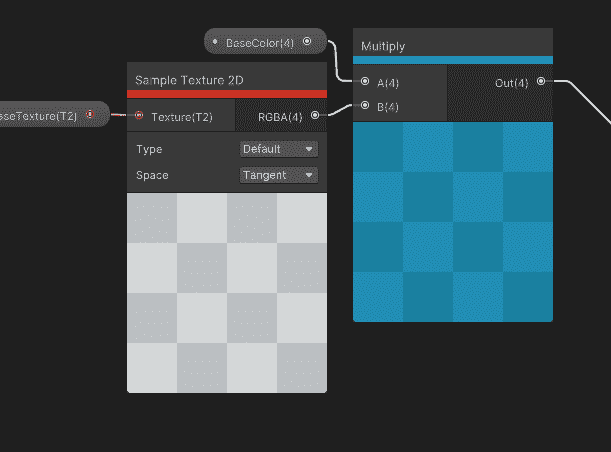 BaseColor(4)
Multiply
Sample Texture 2D
A(4)
Out(4)
B(4)
seTexture(T2)
Texture(T2)
RGBA(4)
Type
Default
Space
Tangent